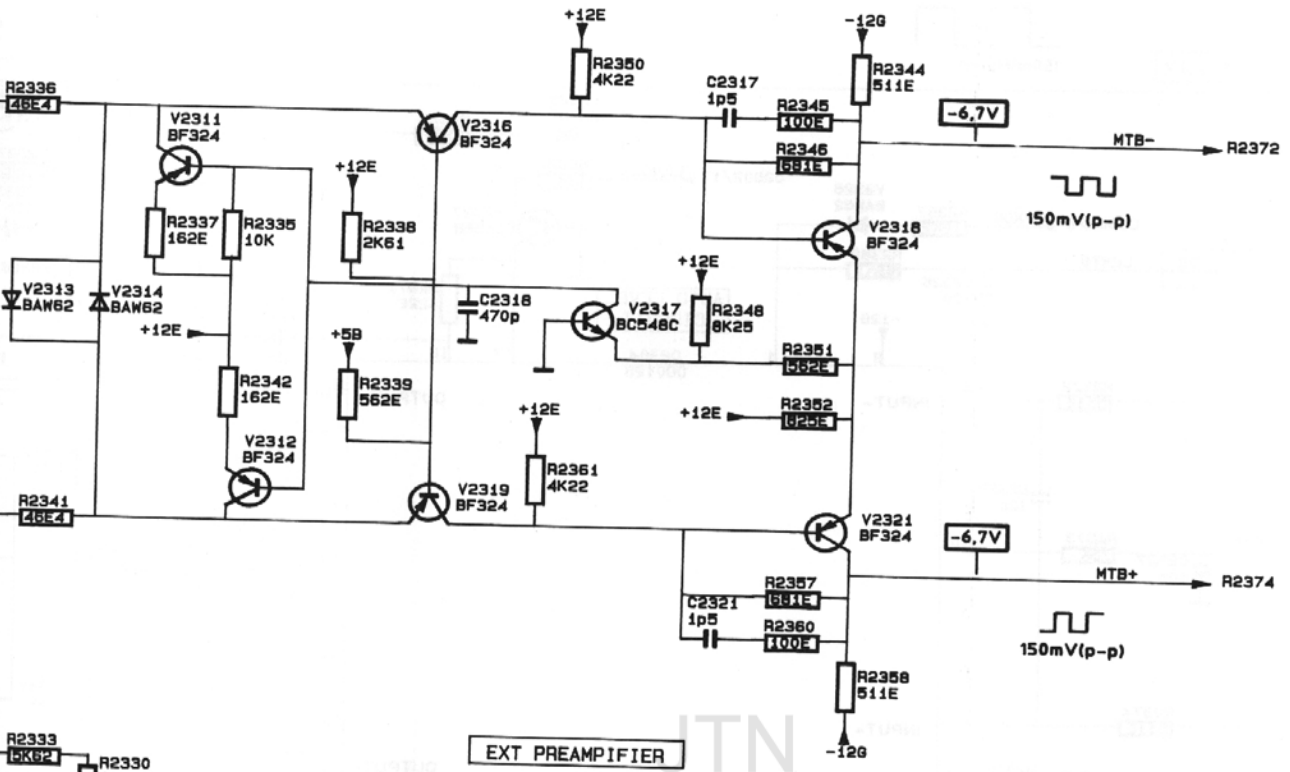 +12E
-12G
R2350
4K22
R2344
511E
C2317
1p5
R2345
100E
R2336
46E4
V2311
BF324
V2316
BF324
-6,7V
R2346
681E
MTB-
R2372
+12E
150mV(p-p)
R2337
162E
R2335
10K
R2338
2K61
V2318
BF324
+12E
V2313
BAW62
V2314
BAW62
C2318
470p
V2317
BC548C
R2348
8K25
+12E
+5B
R2351
562E
R2342
162E
R2339
562E
+12E
+12E
R2352
825E
V2312
BF324
R2361
4K22
R2341
46E4
V2319
BF324
V2321
BF324
-6,7V
MTB+
R2374
R2357
681E
C2321
1p5
R2360
100E
150mV(p-p)
R2358
511E
R2333
5K62
R2330
EXT PREAMPIFIER
-12G